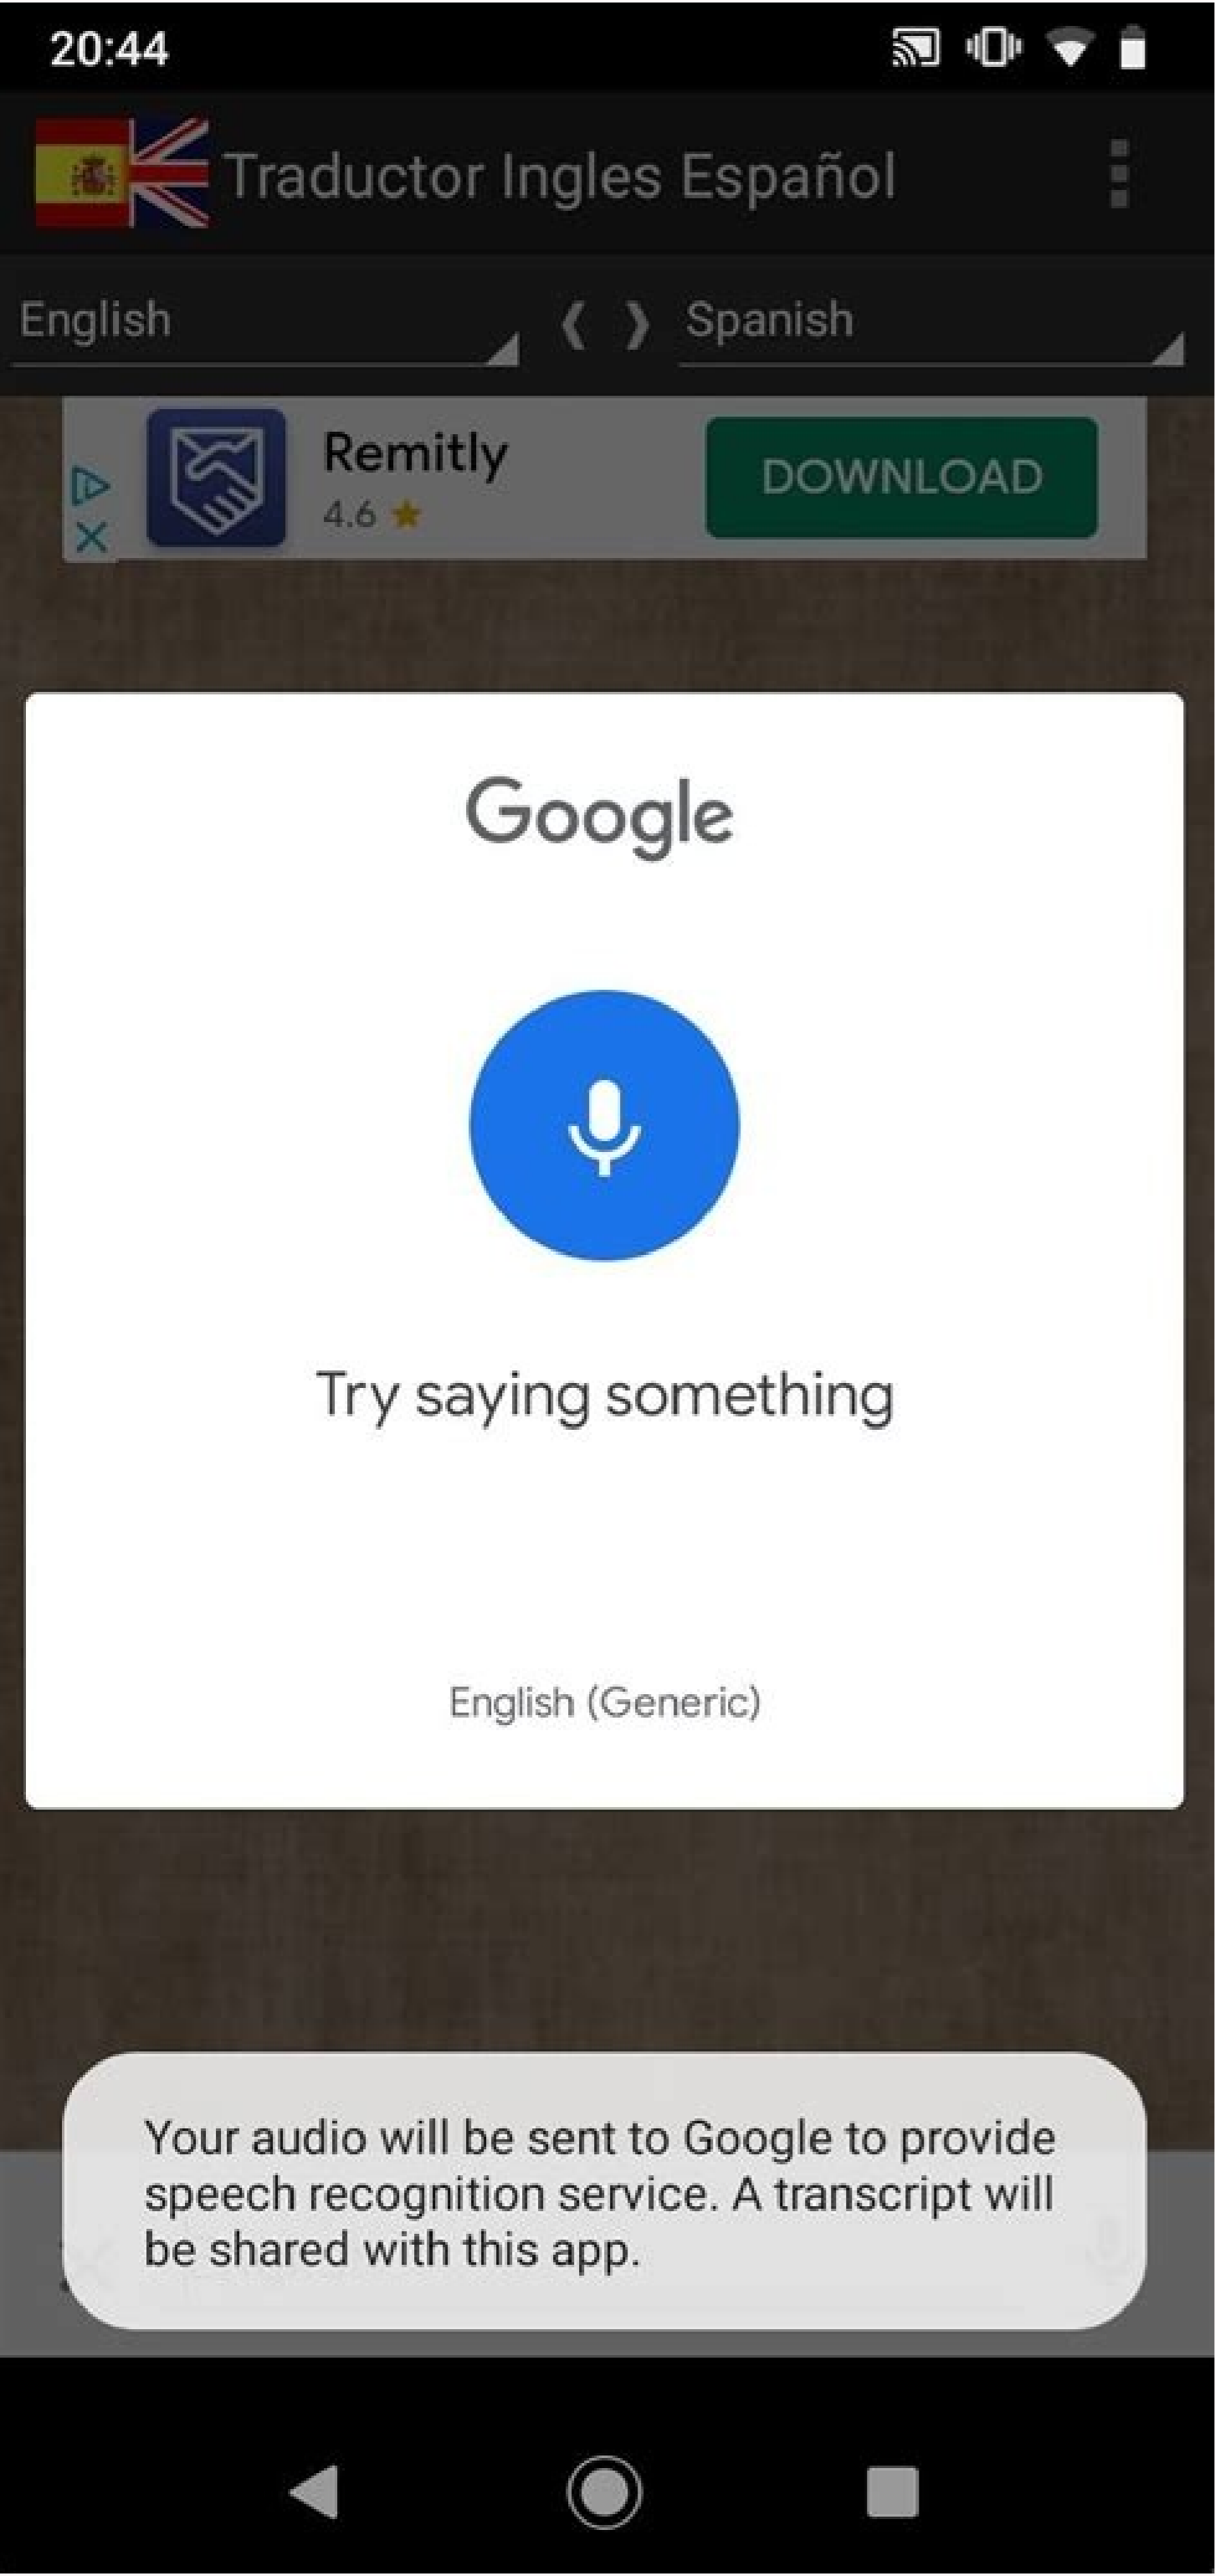 20:44
Traductor Ingles Español
English
Spanish
Remitly
4.6
DOWNLOAD
Google
Try saying something
English (Generic)
Your audio will be sent to Google to provide
speech recognition service. A transcript will
be shared with this app.